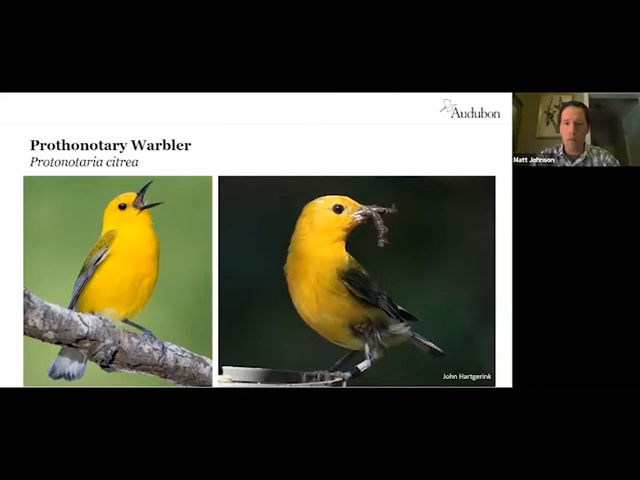 Audubon
Prothonotary Warbler
Protonotaria citrea
Matt Johnson
John Hartgerink